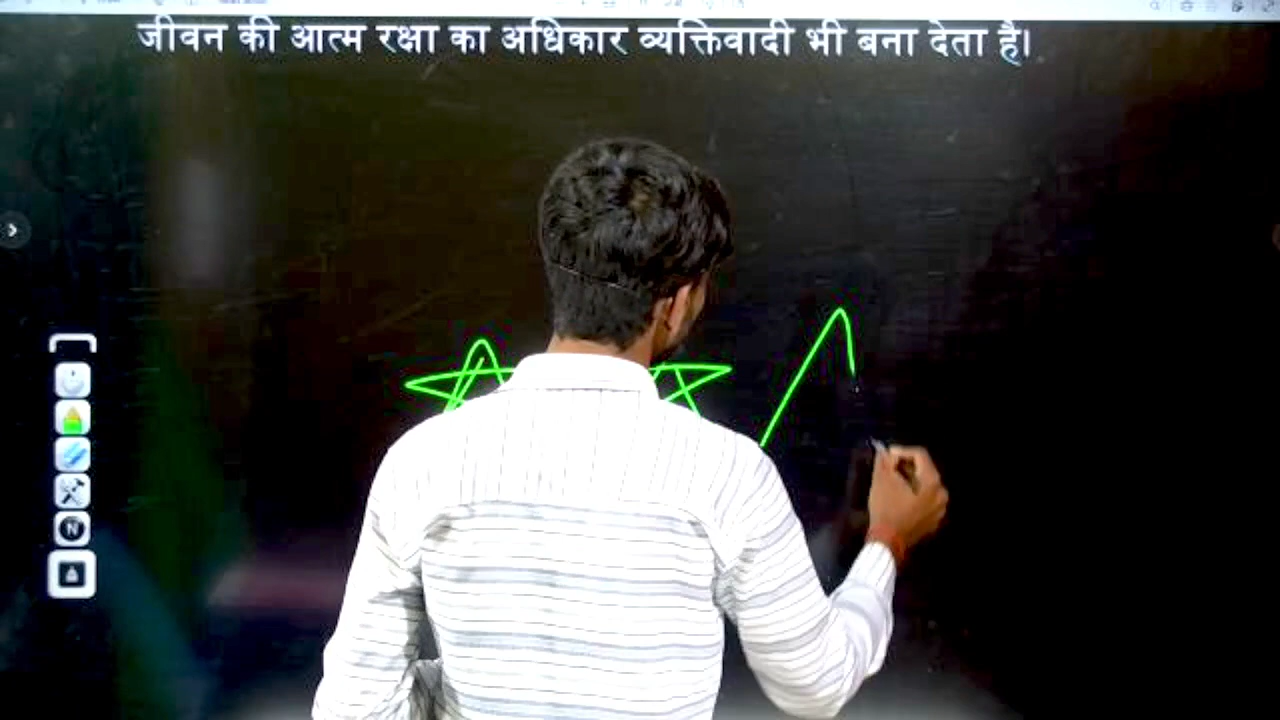 जीवन की आत्म रक्षा का अधिकार व्यक्तिवादी भी बना देता है।
N